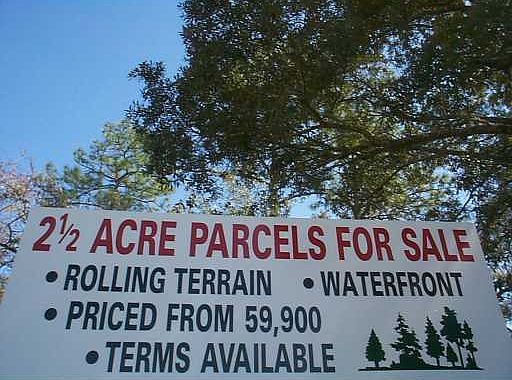 2½ ACRE PARCELS FOR SALE
• ROLLING TERRAIN • WATERFRONT
• PRICED FROM 59,900
• TERMS AVAILABLE